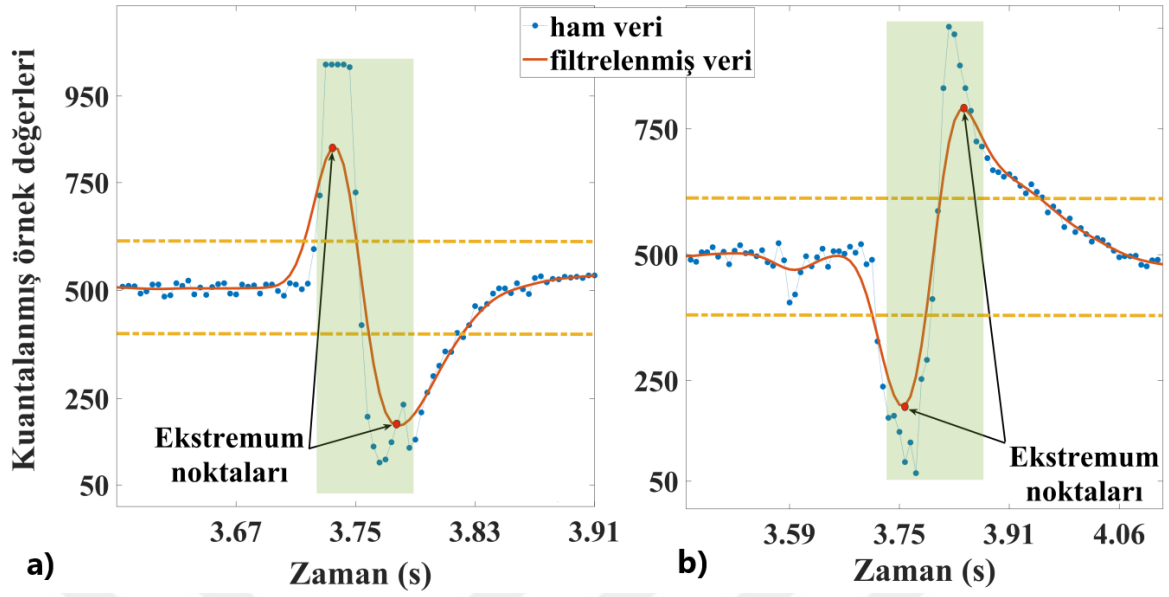 ham veri
filtrelenmiş veri
Kuantalanmış örnek değerleri
950
750
500
250
50
Ekstremum
noktaları
3.67
3.75
3.83
3.91
a)
Zaman (s)
750
500
250
50
Ekstremum
noktaları
3.59
3.75
3.91
4.06
b)
Zaman (s)